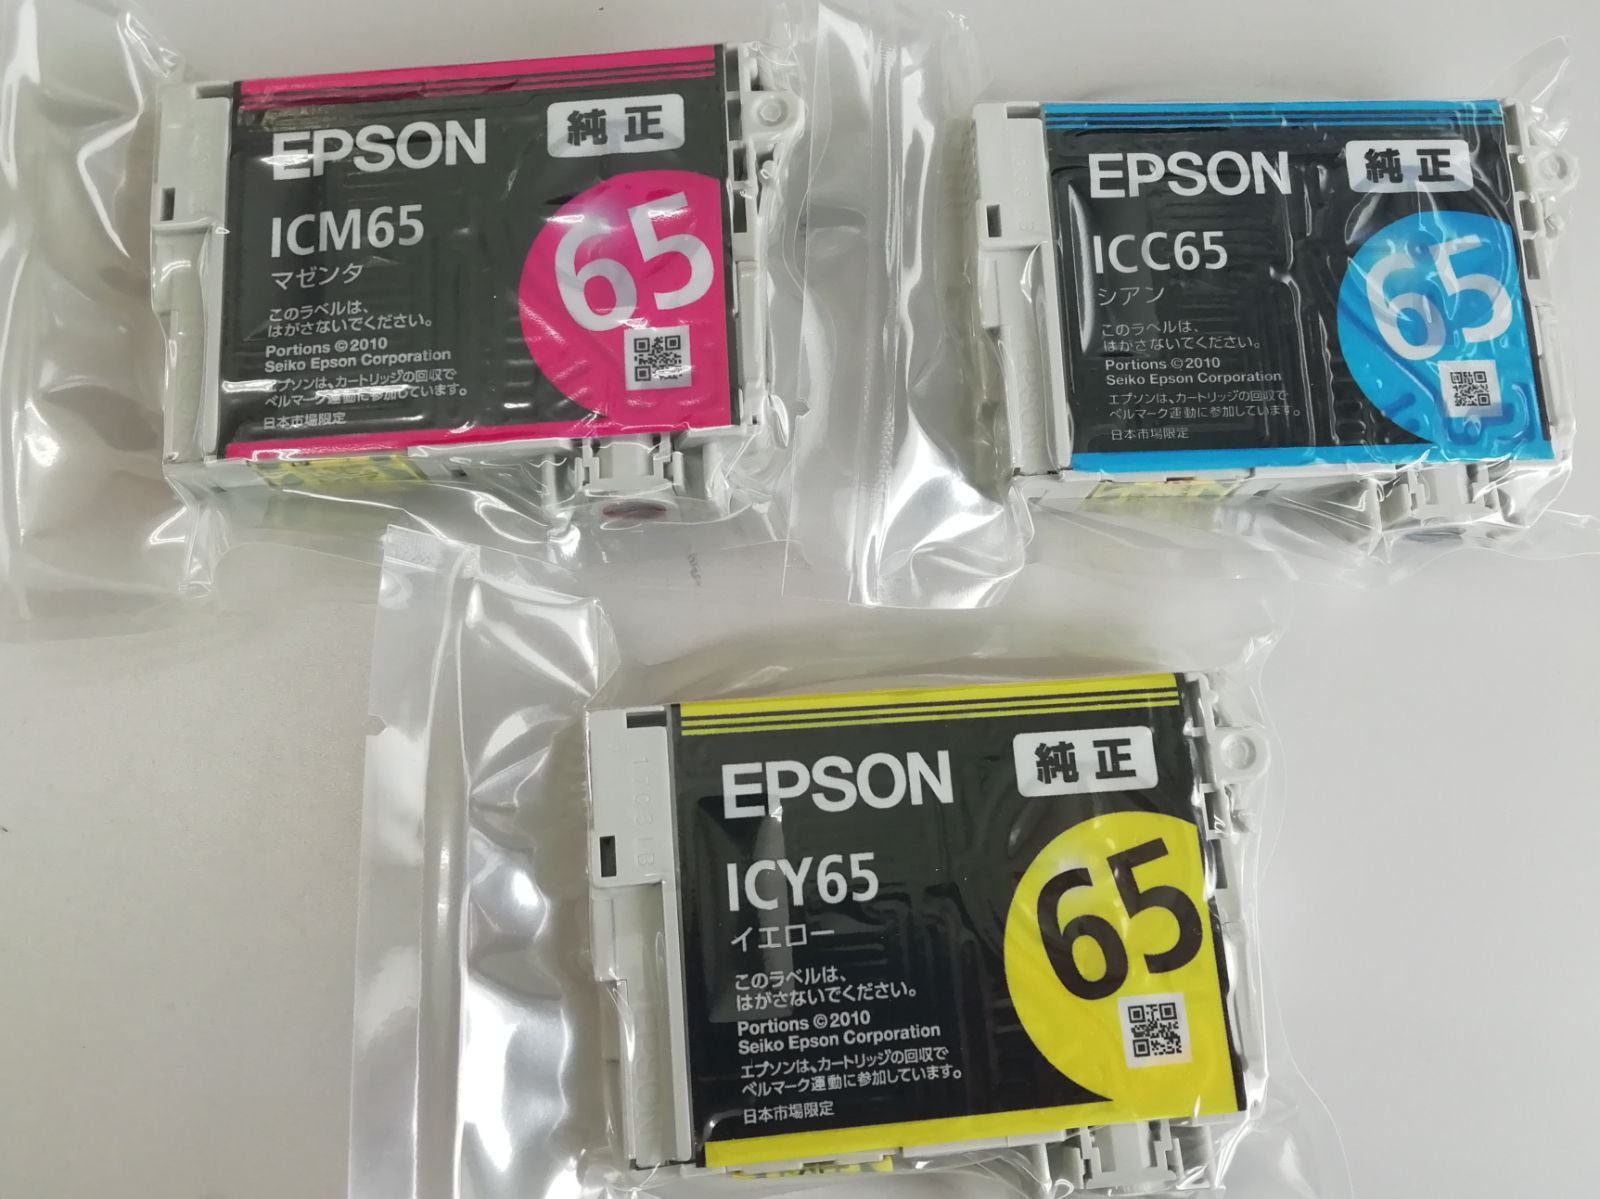 EPSON
純正
ICM65
マゼンタ
65
このラベルは、
はがさないでください。
Portions ©2010
Seiko Epson Corporation
エプソンは、カートリッジの回収で
ベルマーク運動に参加しています。
日本市場限定
EPSON
純正
ICC65
シアン
65
このラベルは、
はがさないでください。
Portions ©2010
Seiko Epson Corporation
エプソンは、カートリッジの回収で
ベルマーク運動に参加しています。
日本市場限定
EPSON
純正
ICY65
イエロー
65
このラベルは、
はがさないでください。
Portions ©2010
Seiko Epson Corporation
エプソンは、カートリッジの回収で
ベルマーク運動に参加しています。
日本市場限定